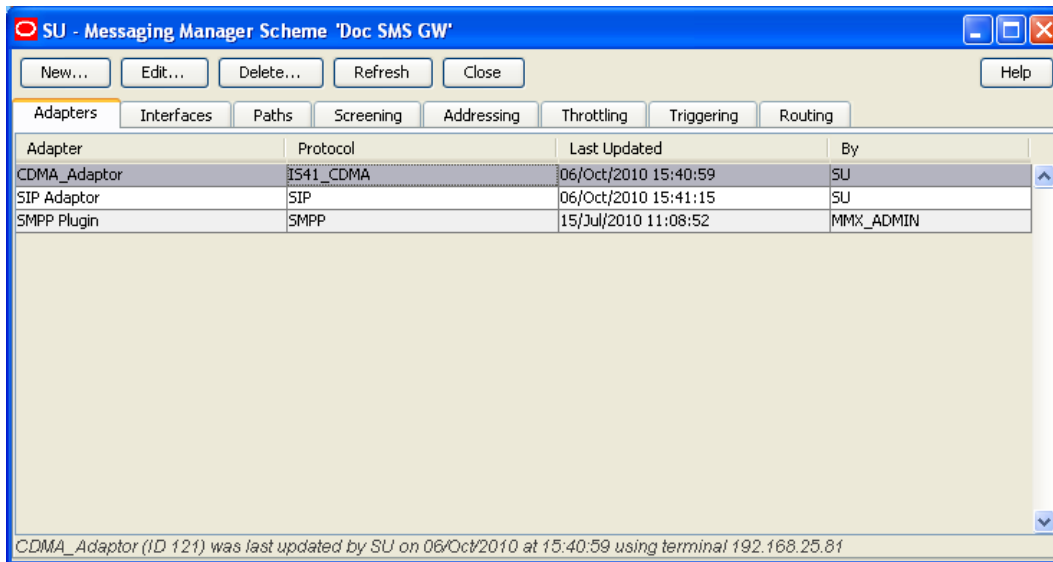 SU - Messaging Manager Scheme 'Doc SMS GW'
New... Edit... Delete... Refresh Close Help
Adapters Interfaces Paths Screening Addressing Throttling Triggering Routing
Adapter Protocol Last Updated By
CDMA_Adaptor IS41_CDMA 06/Oct/2010 15:40:59 SU
SIP Adaptor SIP 06/Oct/2010 15:41:15 SU
SMPP Plugin SMPP 15/Jul/2010 11:08:52 MMX_ADMIN
CDMA_Adaptor (ID 121) was last updated by SU on 06/Oct/2010 at 15:40:59 using terminal 192.168.25.81